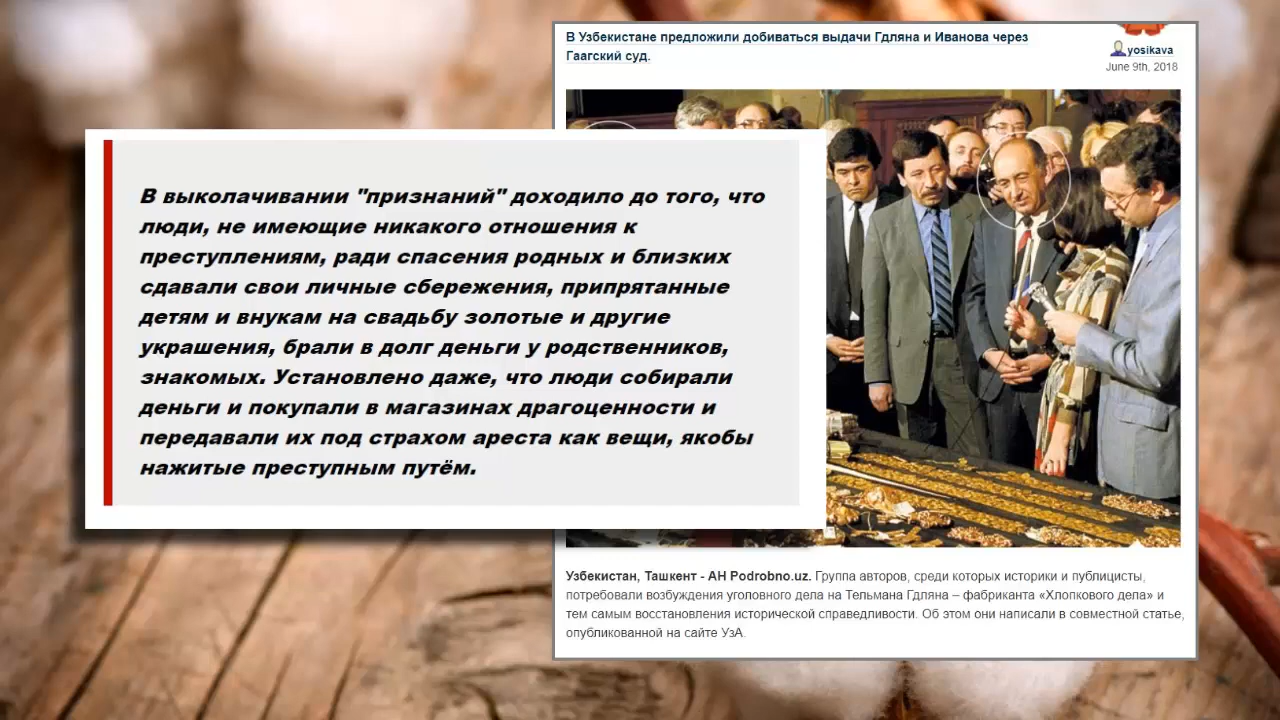 В Узбекистане предложили добиваться выдачи Гдляна и Иванова через
Гаагский суд.
yosikava
June 9th, 2018
В выколачивании "признаний" доходило до того, что
люди, не имеющие никакого отношения к
преступлениям, ради спасения родных и близких
сдавали свои личные сбережения, припрятанные
детям и внукам на свадьбу золотые и другие
украшения, брали в долг деньги у родственников,
знакомых. Установлено даже, что люди собирали
деньги и покупали в магазинах драгоценности и
передавали их под страхом ареста как вещи, якобы
нажитые преступным путём.
Узбекистан, Ташкент - АН Podrobno.uz. Группа авторов, среди которых историки и публицисты,
потребовали возбуждения уголовного дела на Тельмана Гдляна – фабриканта «Хлопкового дела» и
тем самым восстановления исторической справедливости. Об этом они написали в совместной статье,
опубликованной на сайте УзА.